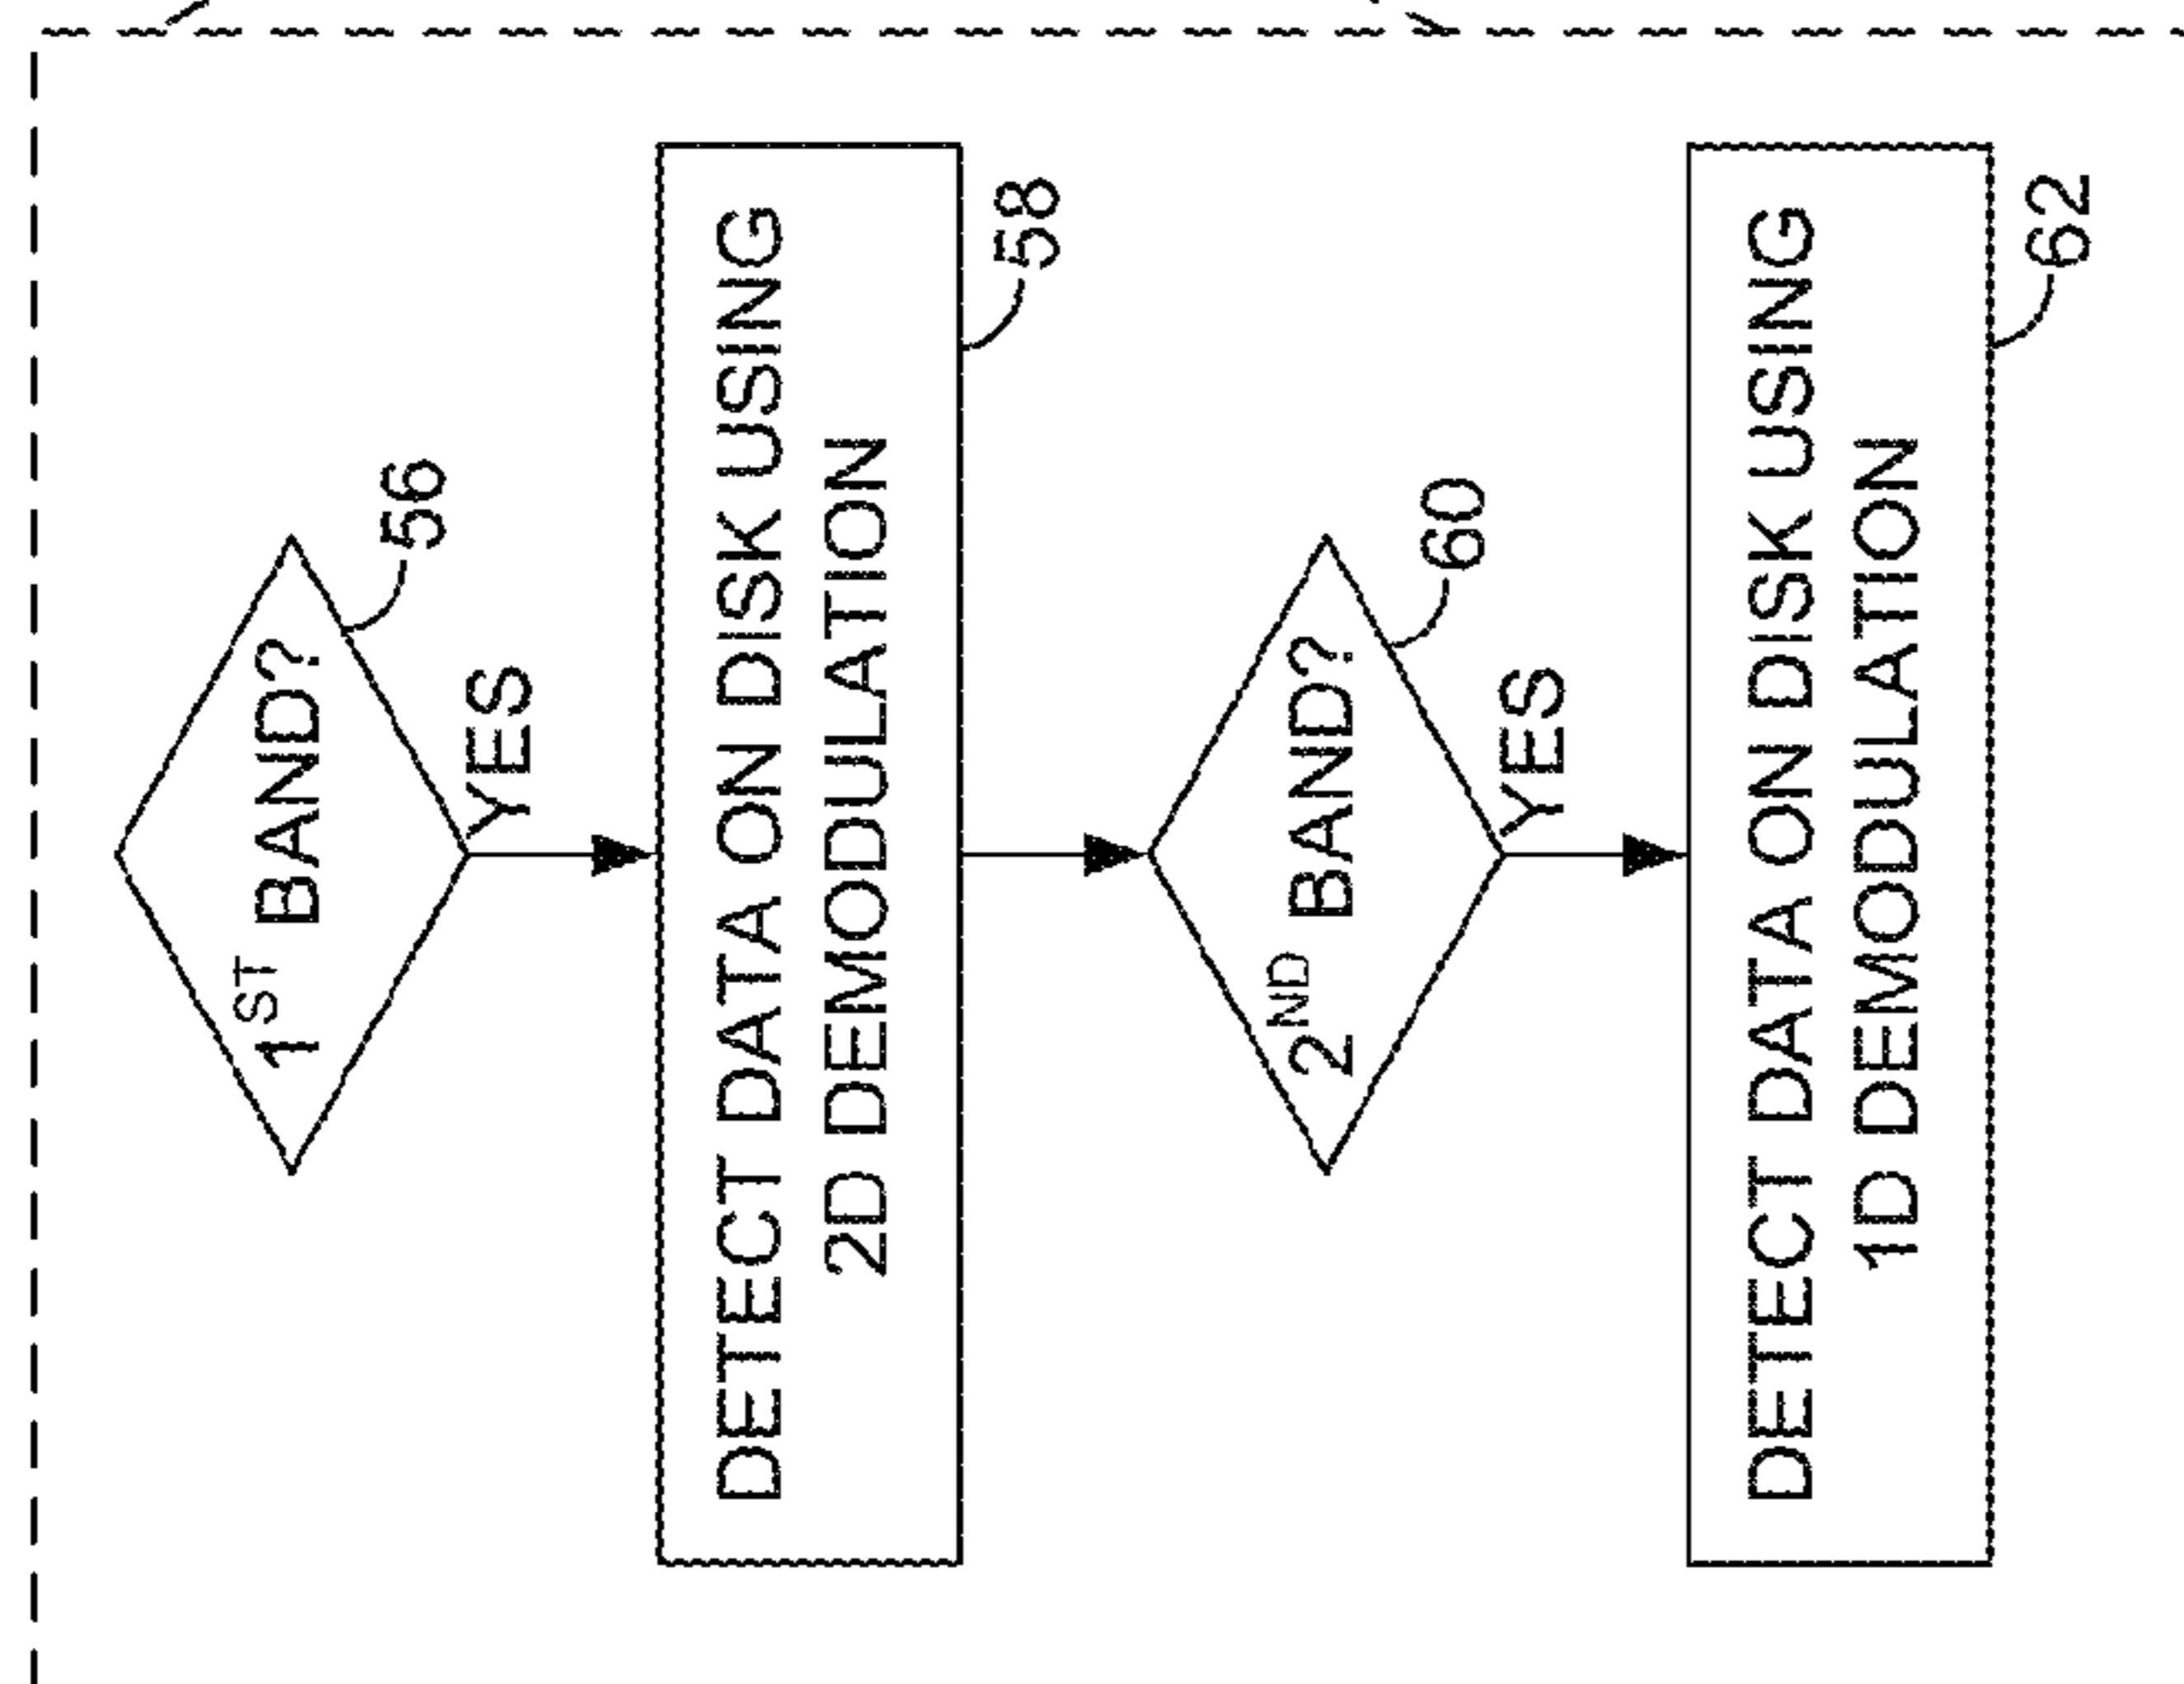 1ST BAND?
56
YES
DETECT DATA ON DISK USING
2D DEMODULATION
58
2ND BAND?
60
YES
DETECT DATA ON DISK USING
1D DEMODULATION
62